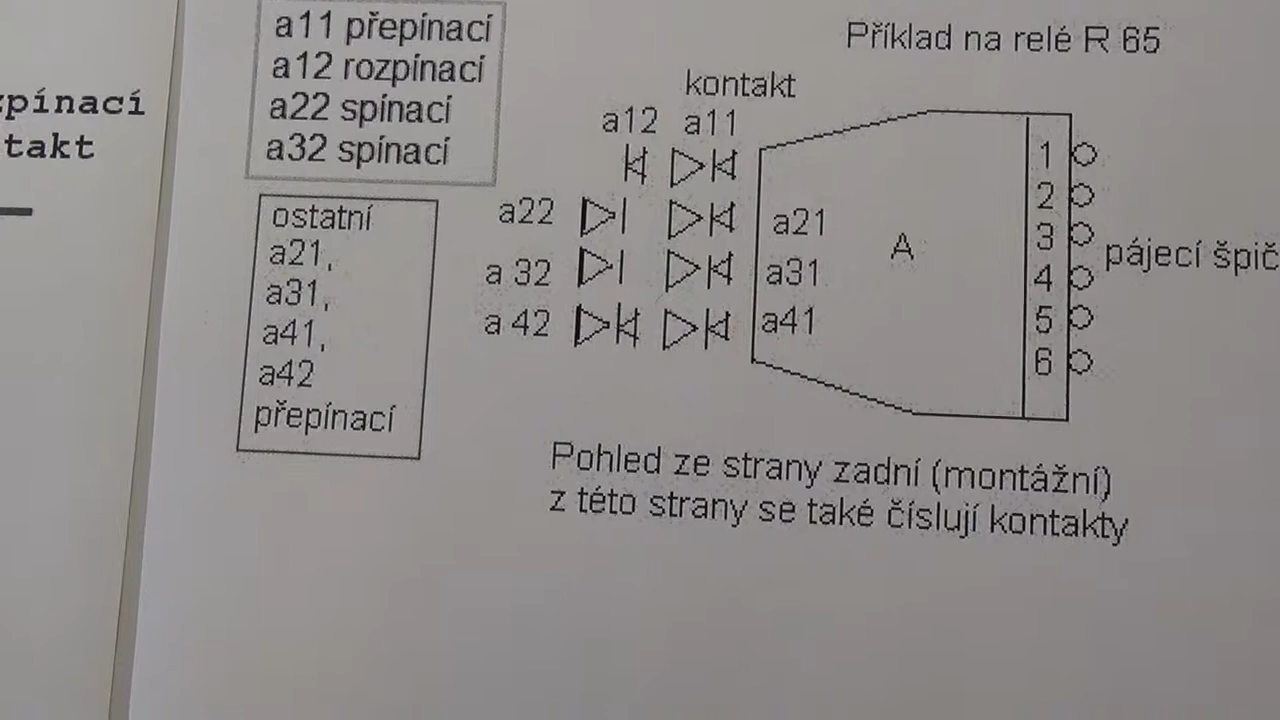 zpínací
takt
a11 přepínací
a12 rozpínací
a22 spínací
a32 spínací
ostatní
a21,
a31,
a41,
a42
přepínací
Příklad na relé R 65
kontakt
a12 a11
a22
a 32
a 42
a21
a31
a41
A
1
2
3
4
5
6
pájecí špič
Pohled ze strany zadní (montážní)
z této strany se také číslují kontakty